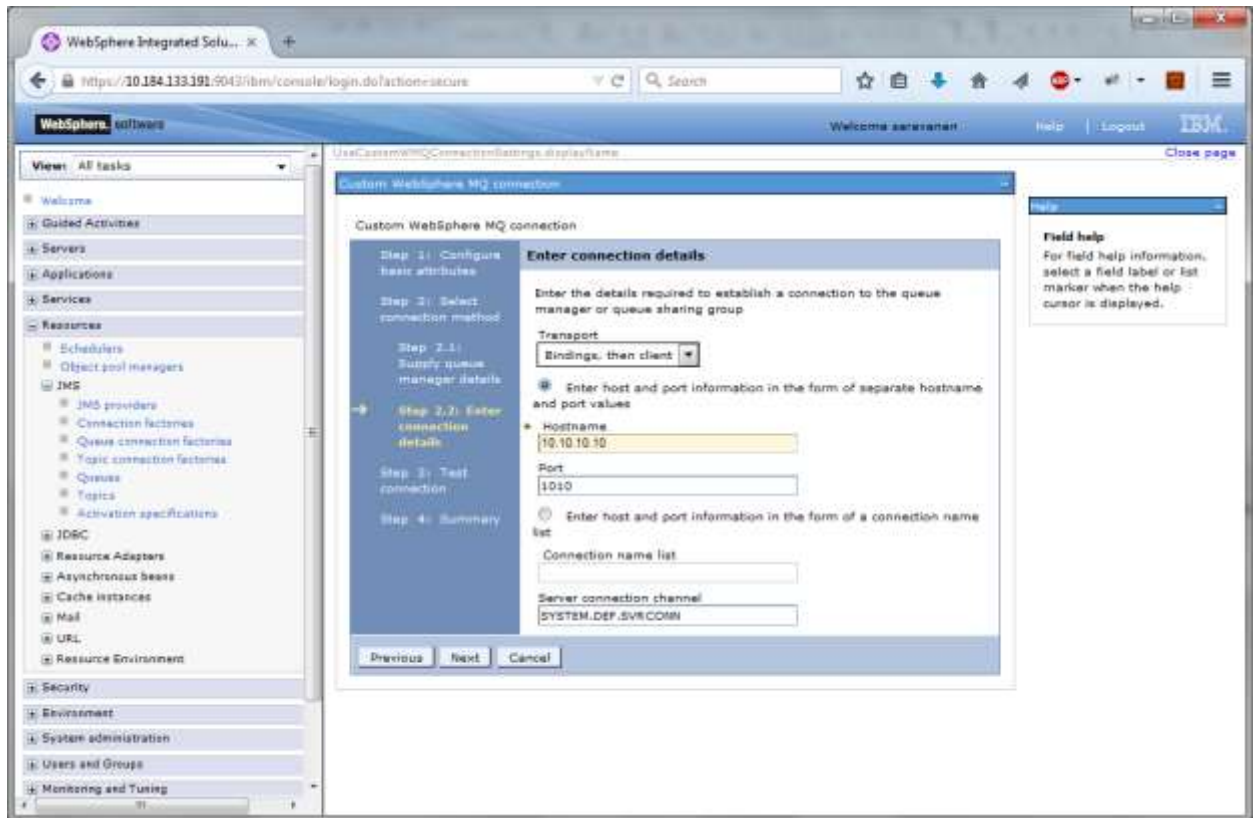 WebSphere Integrated Solu... × +
https://10.184.133.191:9043/ibm/console/login.do?action=secure
Search
WebSphere. software
Welcome saravanan
Help | Logout
IBM.
View: All tasks
Welcome
Guided Activities
Servers
Applications
Services
Resources
Schedulers
Object pool managers
JMS
JMS providers
Connection factories
Queue connection factories
Topic connection factories
Queues
Topics
Activation specifications
JDBC
Resource Adapters
Asynchronous beans
Cache instances
Mail
URL
Resource Environment
Security
Environment
System administration
Users and Groups
Monitoring and Tuning
UseCustomWMQConnectionSettings.displayName
Close page
Custom WebSphere MQ connection
Custom WebSphere MQ connection
Step 1: Configure
basic attributes
Step 2: Select
connection method
Step 2.1:
Supply queue
manager details
Step 2.2: Enter
connection
details
Step 3: Test
connection
Step 4: Summary
Enter connection details
Enter the details required to establish a connection to the queue
manager or queue sharing group
Transport
Bindings, then client
Enter host and port information in the form of separate hostname
and port values
Hostname
10.10.10.10
Port
1010
Enter host and port information in the form of a connection name
list
Connection name list
Server connection channel
SYSTEM.DEF.SVRCONN
Previous Next Cancel
Help
Field help
For field help information,
select a field label or list
marker when the help
cursor is displayed.